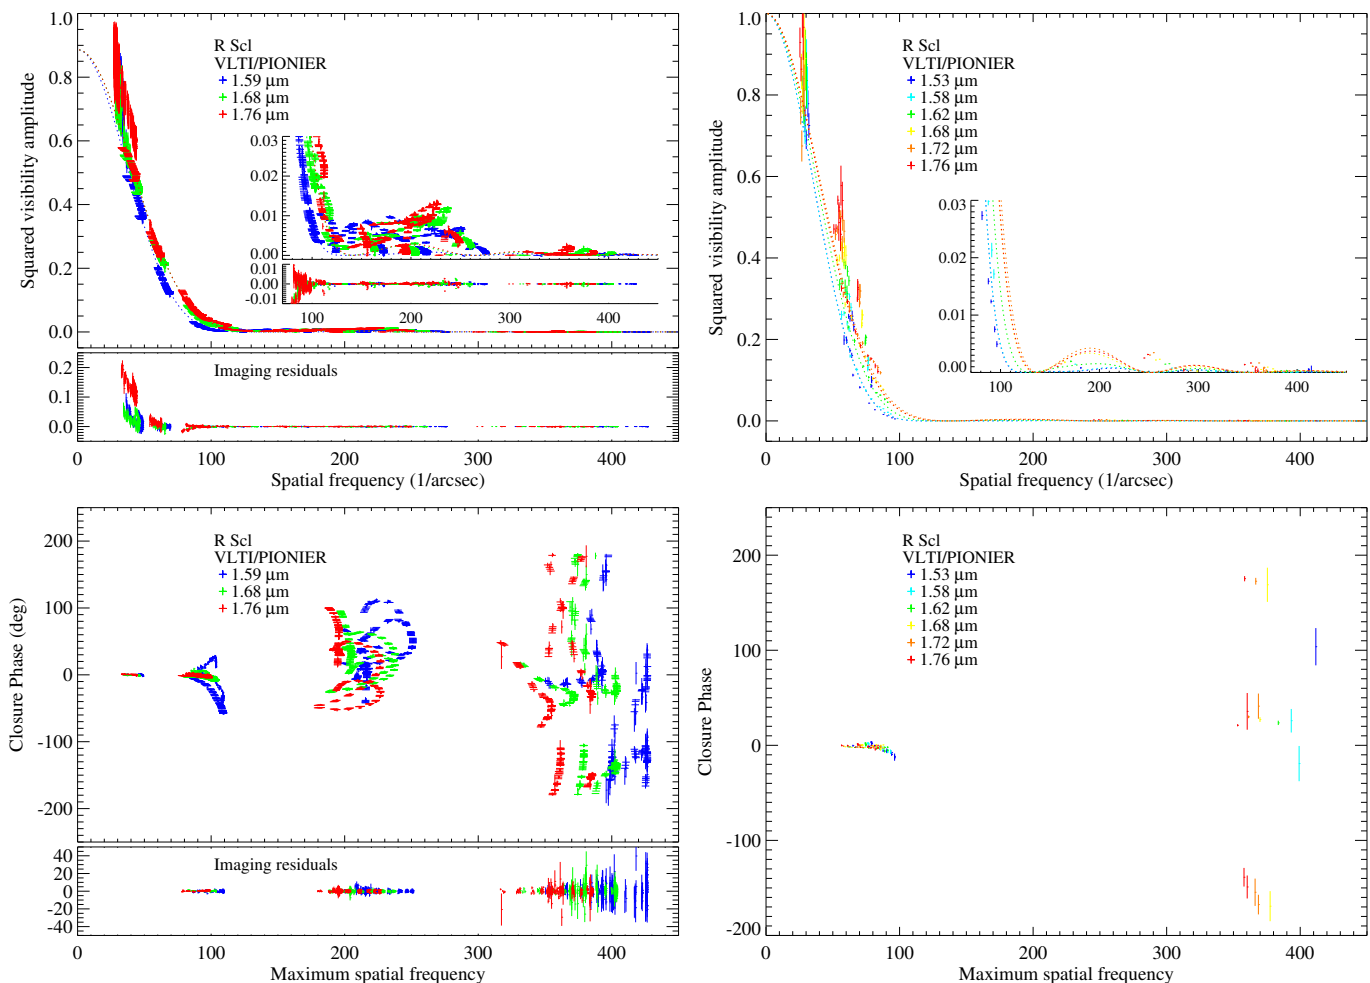 R Scl
VLTI/PIONIER
1.59 µm
1.68 µm
1.76 µm
Squared visibility amplitude
1.0
0.8
0.6
0.4
0.2
0.0
0.03
0.02
0.01
0.00
0.01
-0.01
100
200
300
400
Imaging residuals
0.2
0.1
0.0
0
100
200
300
400
Spatial frequency (1/arcsec)
R Scl
VLTI/PIONIER
1.53 µm
1.58 µm
1.62 µm
1.68 µm
1.72 µm
1.76 µm
Squared visibility amplitude
1.0
0.8
0.6
0.4
0.2
0.0
0.03
0.02
0.01
0.00
100
200
300
400
0
100
200
300
400
Spatial frequency (1/arcsec)
R Scl
VLTI/PIONIER
1.59 µm
1.68 µm
1.76 µm
Closure Phase (deg)
200
100
0
-100
-200
Imaging residuals
40
20
0
-20
-40
0
100
200
300
400
Maximum spatial frequency
R Scl
VLTI/PIONIER
1.53 µm
1.58 µm
1.62 µm
1.68 µm
1.72 µm
1.76 µm
Closure Phase
200
100
0
-100
-200
0
100
200
300
400
Maximum spatial frequency